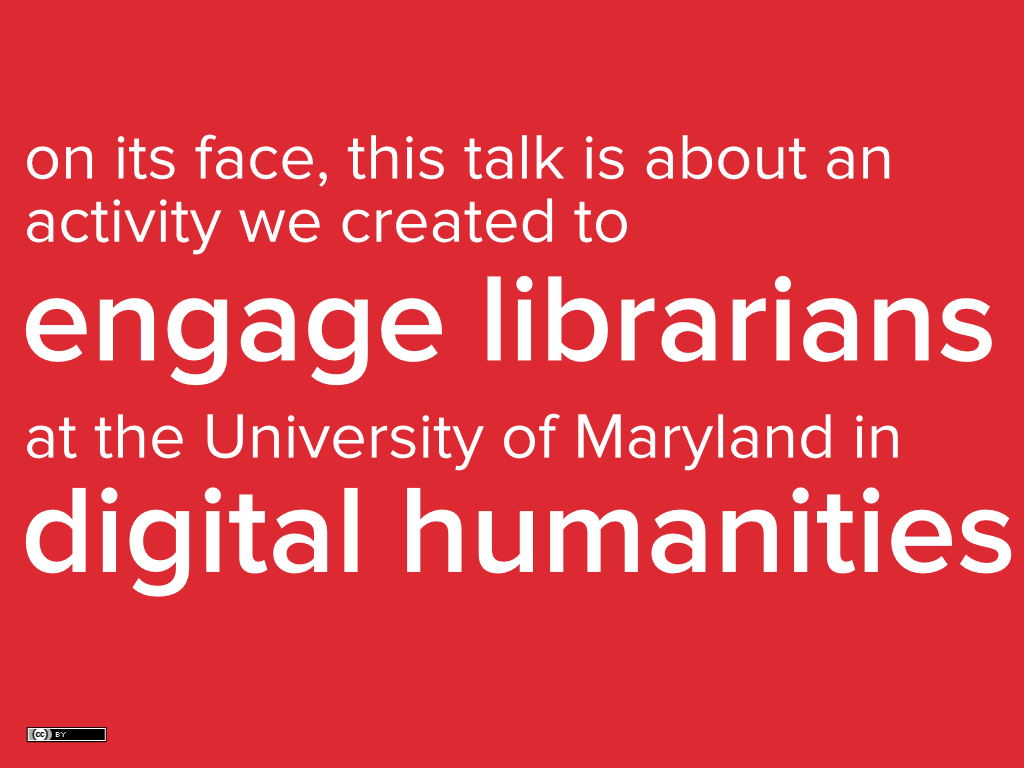 on its face, this talk is about an
activity we created to
engage librarians
at the University of Maryland in
digital humanities
cc BY